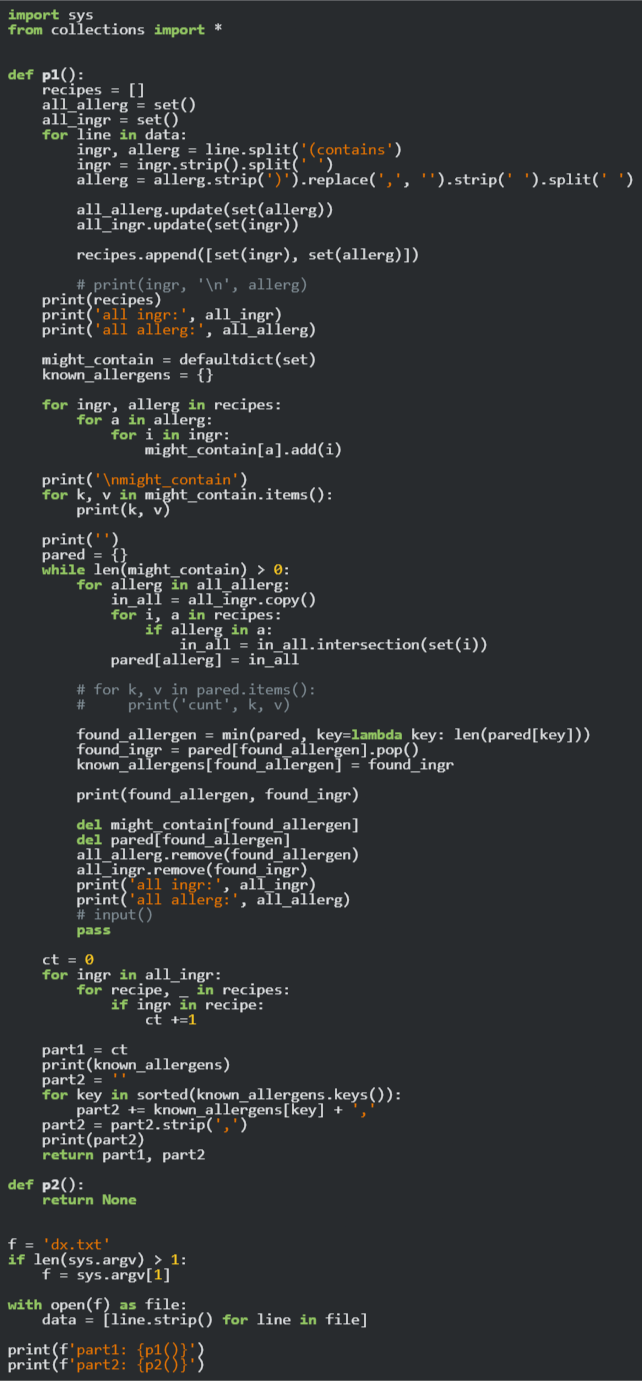 import sys
from collections import *
def p1():
    recipes = []
    all_allerg = set()
    all_ingr = set()
    for line in data:
        ingr, allerg = line.split('(contains')
        ingr = ingr.strip().split(' ')
        allerg = allerg.strip(')').replace(',', '').strip(' ').split(' ')
        all_allerg.update(set(allerg))
        all_ingr.update(set(ingr))
        recipes.append([set(ingr), set(allerg)])
        # print(ingr, '\n', allerg)
    print(recipes)
    print('all ingr:', all_ingr)
    print('all allerg:', all_allerg)
    might_contain = defaultdict(set)
    known_allergens = {}
    for ingr, allerg in recipes:
        for a in allerg:
            for i in ingr:
                might_contain[a].add(i)
    print('\nmight_contain')
    for k, v in might_contain.items():
        print(k, v)
    print('')
    pared = {}
    while len(might_contain) > 0:
        for allerg in all_allerg:
            in_all = all_ingr.copy()
            for i, a in recipes:
                if allerg in a:
                    in_all = in_all.intersection(set(i))
            pared[allerg] = in_all
        # for k, v in pared.items():
        #     print('cunt', k, v)
        found_allergen = min(pared, key=lambda key: len(pared[key]))
        found_ingr = pared[found_allergen].pop()
        known_allergens[found_allergen] = found_ingr
        print(found_allergen, found_ingr)
        del might_contain[found_allergen]
        del pared[found_allergen]
        all_allerg.remove(found_allergen)
        all_ingr.remove(found_ingr)
        print('all ingr:', all_ingr)
        print('all allerg:', all_allerg)
        # input()
        pass
    ct = 0
    for ingr in all_ingr:
        for recipe, _ in recipes:
            if ingr in recipe:
                ct +=1
    part1 = ct
    print(known_allergens)
    part2 = ''
    for key in sorted(known_allergens.keys()):
        part2 += known_allergens[key] + ','
    part2 = part2.strip(',')
    print(part2)
    return part1, part2
def p2():
    return None
f = 'dx.txt'
if len(sys.argv) > 1:
    f = sys.argv[1]
with open(f) as file:
    data = [line.strip() for line in file]
print(f'part1: {p1()}')
print(f'part2: {p2()}')